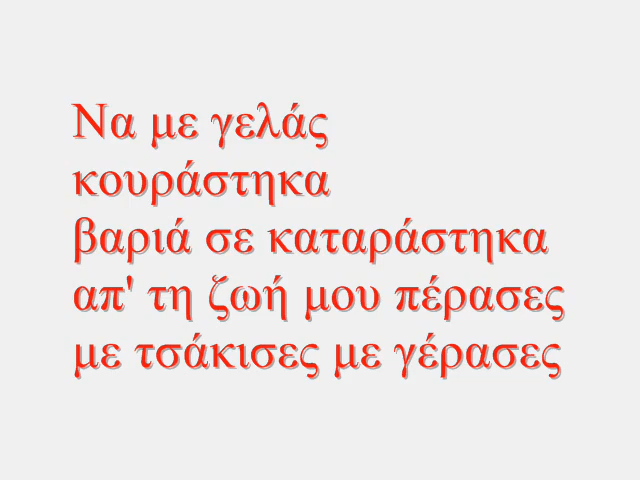 Να με γελάς
κουράστηκα
βαριά σε καταράστηκα
απ' τη ζωή μου πέρασες
με τσάκισες με γέρασες